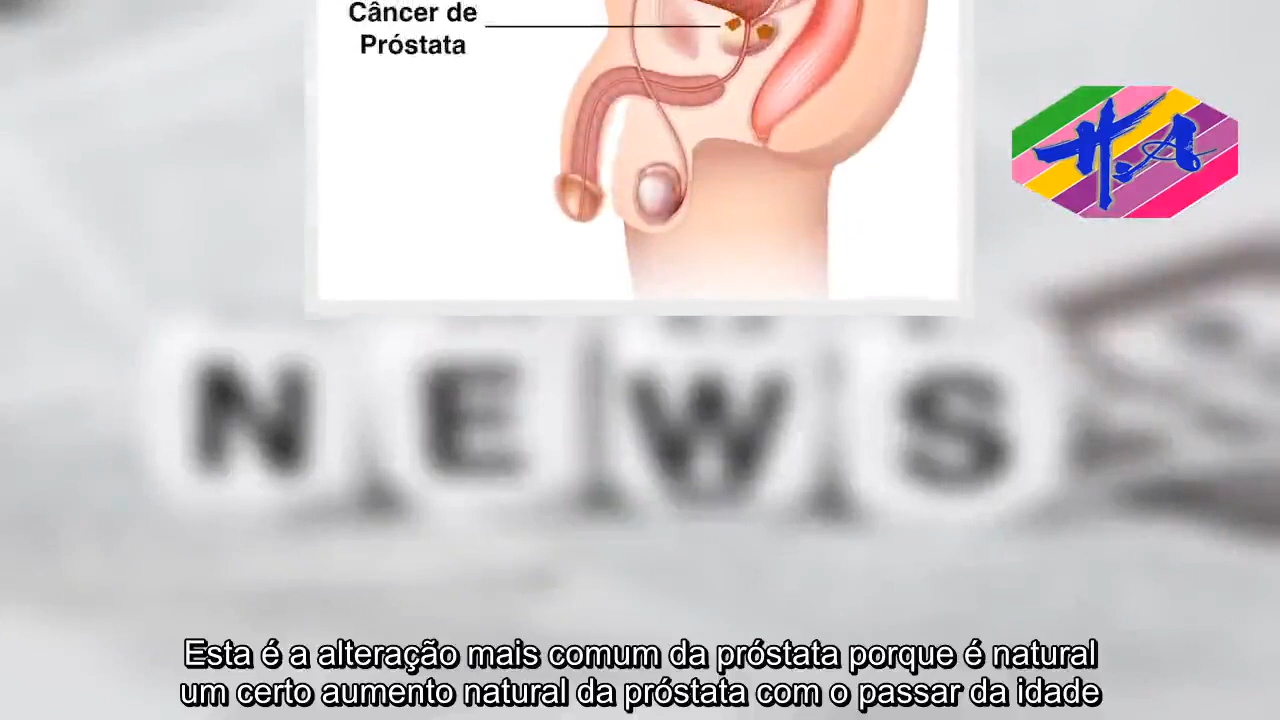 Câncer de
Próstata
H.A
NEWS
Esta é a alteração mais comum da próstata porque é natural
um certo aumento natural da próstata com o passar da idade